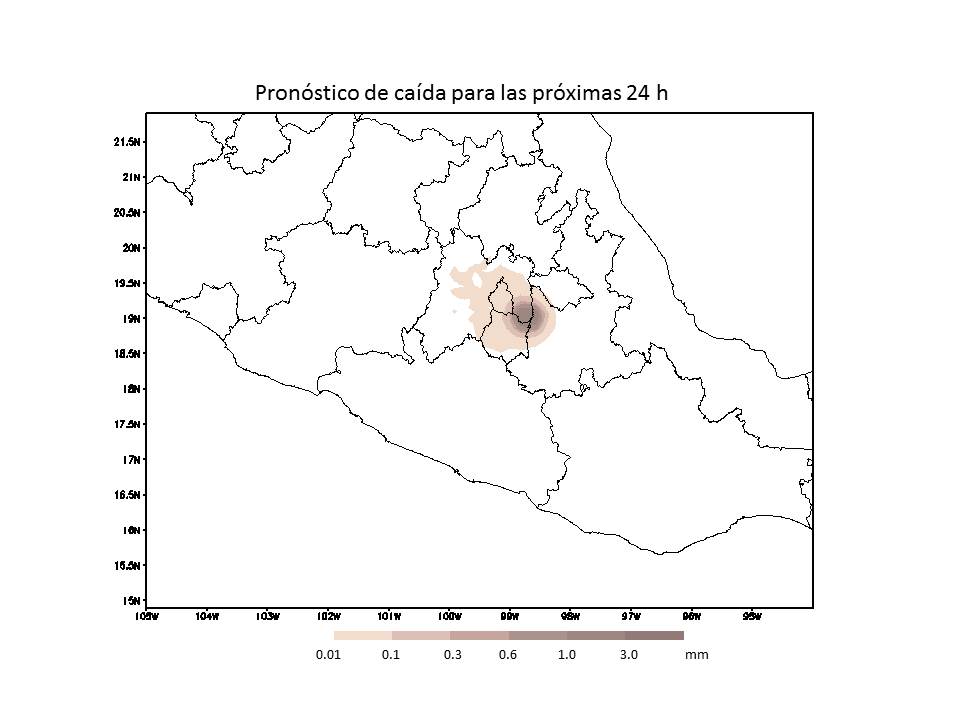 Pronóstico de caída para las próximas 24 h
21.5N
21N
20.5N
20N
19.5N
19N
18.5N
18N
17.5N
17N
16.5N
16N
15.5N
15N
105W 104W 103W 102W 101W 100W 99W 98W 97W 96W 95W
0.01 0.1 0.3 0.6 1.0 3.0 mm